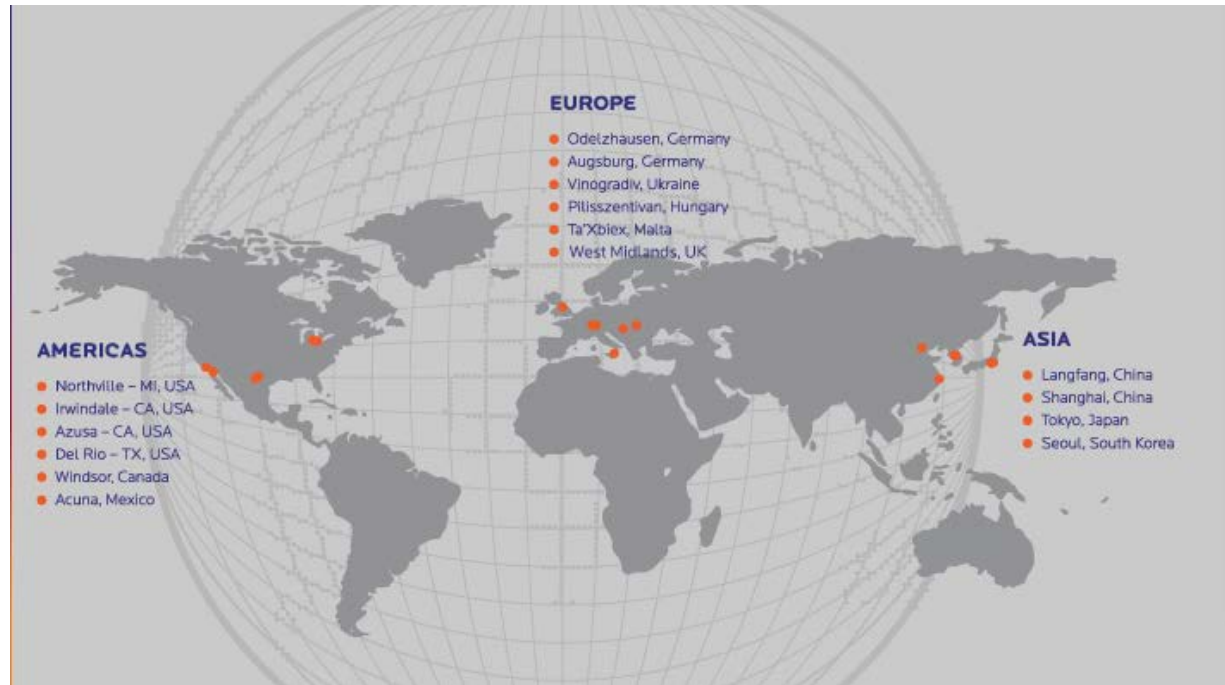 EUROPE
Odelzhausen, Germany
Augsburg, Germany
Vinogradiv, Ukraine
Pilisszentivan, Hungary
Ta'Xbiex, Malta
West Midlands, UK
AMERICAS
Northville – MI, USA
Irwindale – CA, USA
Azusa – CA, USA
Del Rio – TX, USA
Windsor, Canada
Acuna, Mexico
ASIA
Langfang, China
Shanghai, China
Tokyo, Japan
Seoul, South Korea